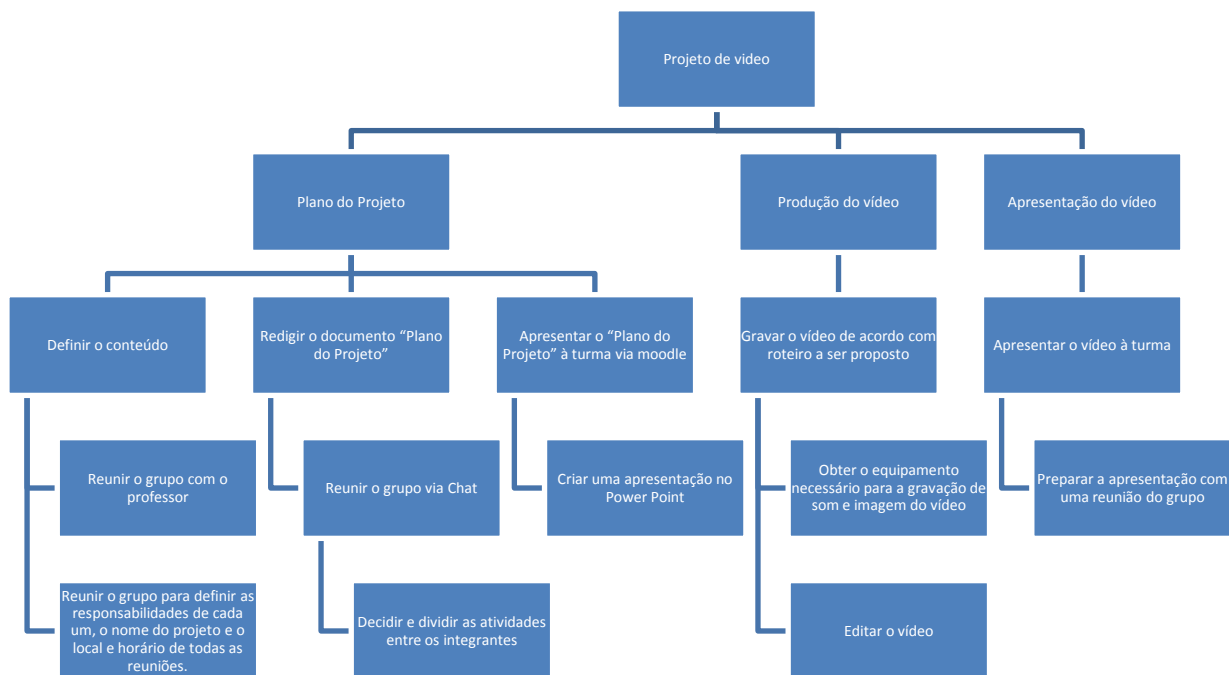 Projeto de video
Plano do Projeto
Produção do vídeo
Apresentação do vídeo
Definir o conteúdo
Redigir o documento “Plano
do Projeto”
Apresentar o “Plano do
Projeto” à turma via moodle
Gravar o vídeo de acordo com
roteiro a ser proposto
Apresentar o vídeo à turma
Reunir o grupo com o
professor
Reunir o grupo via Chat
Criar uma apresentação no
Power Point
Obter o equipamento
necessário para a gravação de
som e imagem do vídeo
Preparar a apresentação com
uma reunião do grupo
Reunir o grupo para definir as
responsabilidades de cada
um, o nome do projeto e o
local e horário de todas as
reuniões.
Decidir e dividir as atividades
entre os integrantes
Editar o vídeo